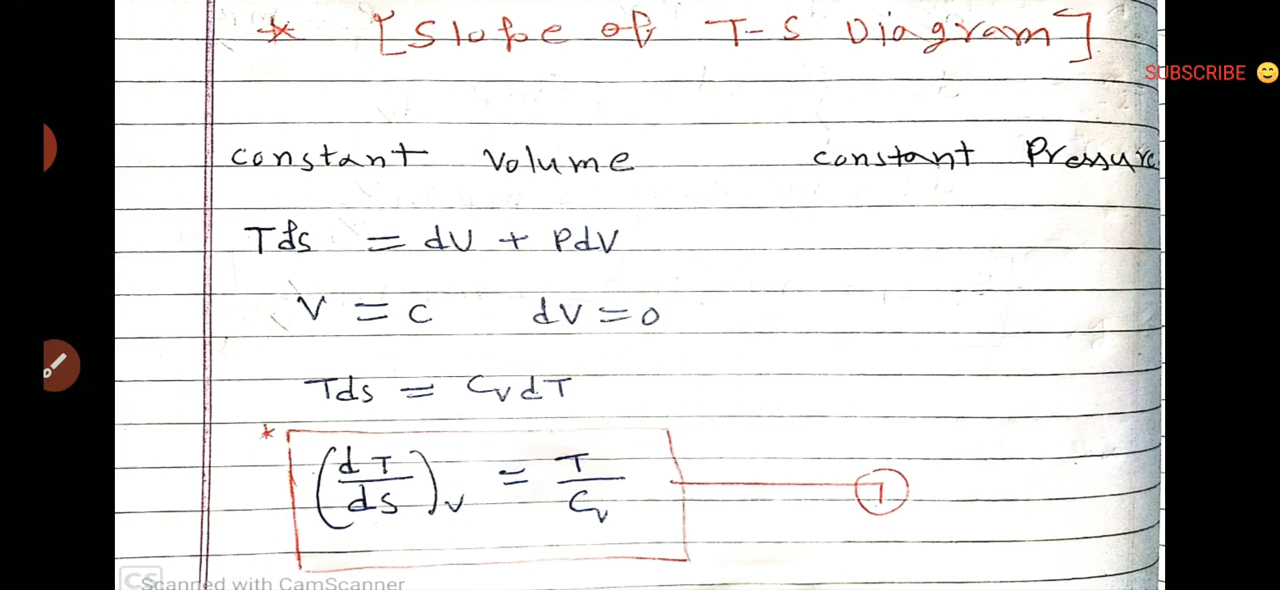 * [Slope of T-S Diagram]
SUBSCRIBE 😊
constant Volume constant Pressure
Tds = dU + PdV
V = C dV = 0
Tds = CvdT
* (dT/ds)v = T/Cv ①
CS Scanned with CamScanner